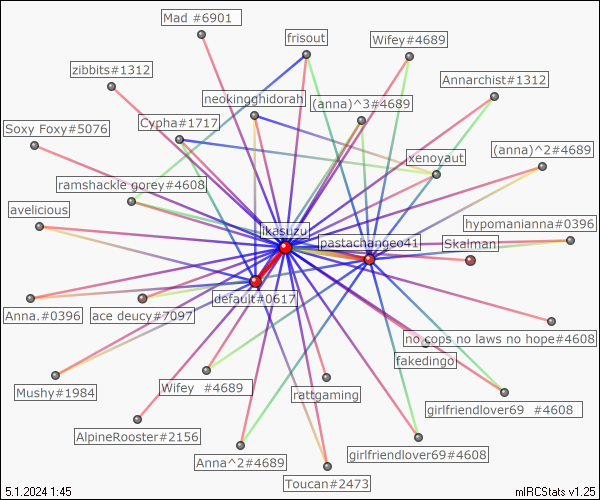 Mad #6901
frisout
Wifey#4689
zibbits#1312
Annarchist#1312
neokingghidorah
(anna)^3#4689
Cypha#1717
Soxy Foxy#5076
xenoyaut
(anna)^2#4689
ramshackle gorey#4608
avelicious
hypomanianna#0396
likasuzu
pastachangeo41
Skalman
default#0617
Anna.#0396
ace deucy#7097
no cops no laws no hope#4608
fakedingo
Mushy#1984
Wifey  #4689
rattgaming
girlfriendlover69  #4608
AlpineRooster#2156
Anna^2#4689
girlfriendlover69#4608
Toucan#2473
5.1.2024 1:45
mIRCStats v1.25